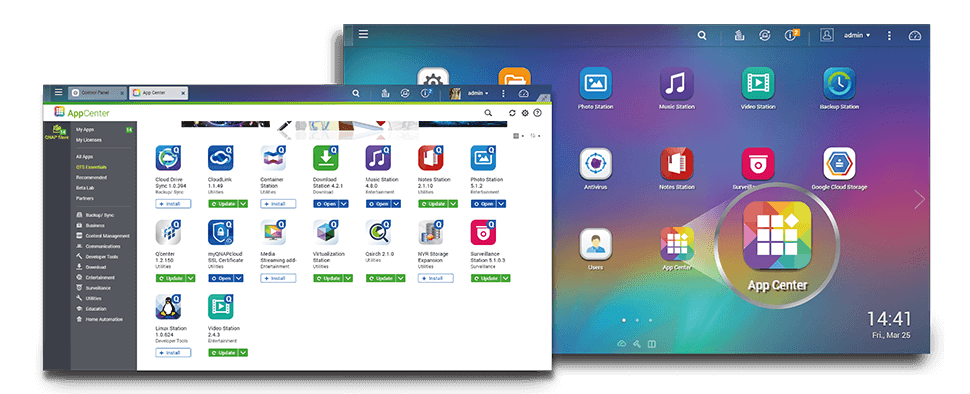 admin
2
Photo Station
Music Station
Video Station
Backup Station
Antivirus
Notes Station
Google Cloud Storage
Users
App Center
App Center
14:41
Fri., Mar 25
Control Panel
App Center
admin
AppCenter
QNAP Store
14
My Apps
14
My Licenses
All Apps
QTS Essentials
Recommended
Beta Lab
Partners
Backup/ Sync
Business
Content Management
Communications
Developer Tools
Download
Entertainment
Surveillance
Utilities
Education
Home Automation
Cloud Drive
Sync 1.0.394
Backup/ Sync
+ Install
CloudLink
1.1.49
Utilities
Update
Container
Station
Utilities
+ Install
Download
Station 4.2.1
Download
Open
Music Station
4.8.0
Entertainment
Open
Notes Station
2.1.10
Utilities
Update
Photo Station
5.1.2
Entertainment
Open
Q'center
1.2.150
Utilities
Update
myQNAPcloud
SSL Certificate
Utilities
Open
Media
Streaming add-
Entertainment
+ Install
Virtualization
Station
Utilities
Update
Qsirch 2.1.0
Utilities
Update
NVR Storage
Expansion
Utilities
+ Install
Surveillance
Station 5.1.0.3
Surveillance
Update
Linux Station
1.0.624
Developer Tools
+ Install
Video Station
2.4.3
Entertainment
Update